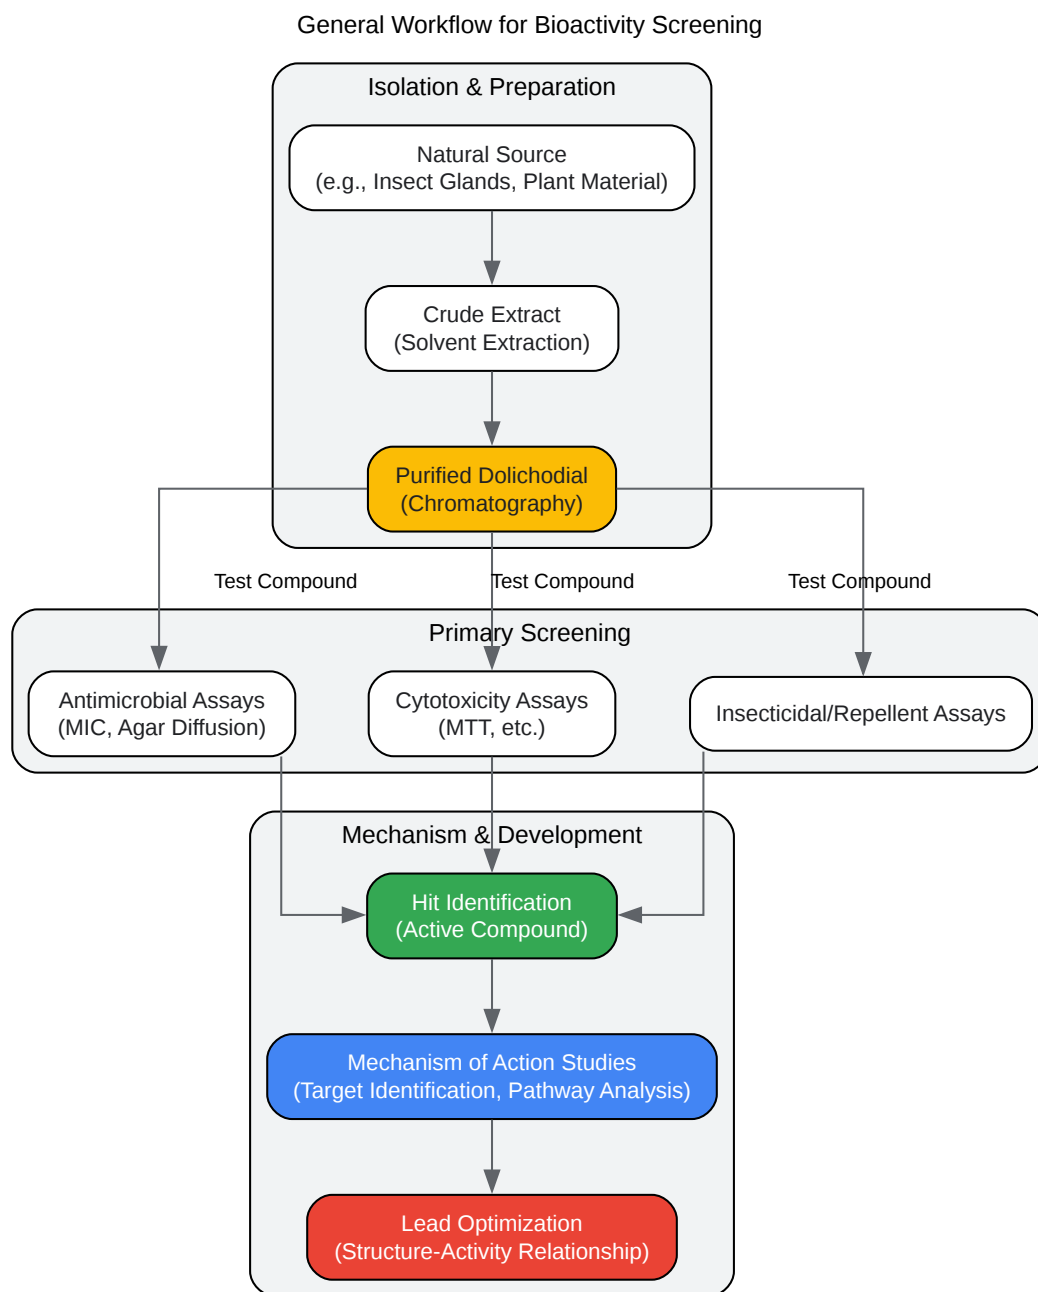 General Workflow for Bioactivity Screening
Isolation & Preparation
Natural Source
(e.g., Insect Glands, Plant Material)
Crude Extract
(Solvent Extraction)
Purified Dolichodial
(Chromatography)
Test Compound
Test Compound
Test Compound
Primary Screening
Antimicrobial Assays
(MIC, Agar Diffusion)
Cytotoxicity Assays
(MTT, etc.)
Insecticidal/Repellent Assays
Mechanism & Development
Hit Identification
(Active Compound)
Mechanism of Action Studies
(Target Identification, Pathway Analysis)
Lead Optimization
(Structure-Activity Relationship)